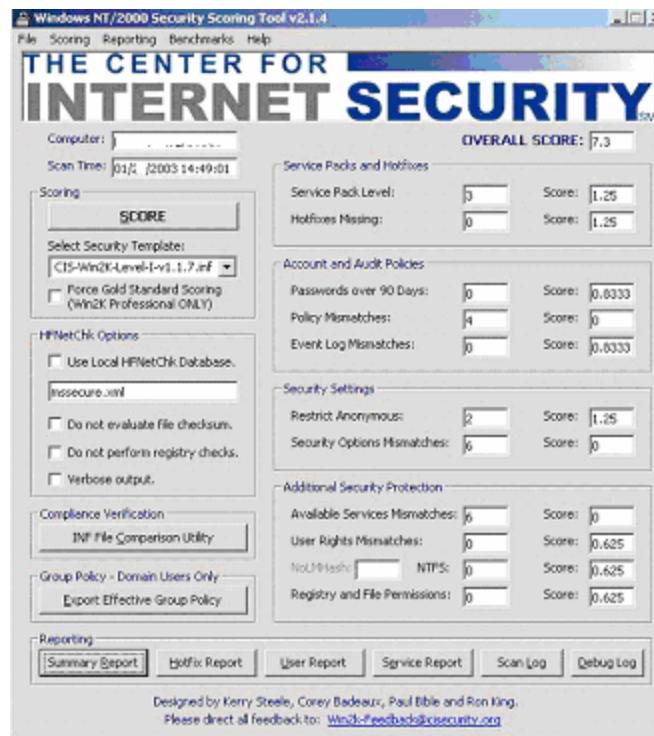 Windows NT/2000 Security Scoring Tool v2.1.4
File Scoring Reporting Benchmarks Help
THE CENTER FOR
INTERNET SECURITY
Computer:
OVERALL SCORE: 7.3
Scan Time: 01/ /2003 14:49:01
Scoring
SCORE
Select Security Template:
CIS-Win2K-Level-I-v1.1.7.inf
Force Gold Standard Scoring
(Win2K Professional ONLY)
HFNetChk Options
Use Local HFNetChk Database.
mssecure.xml
Do not evaluate file checksum.
Do not perform registry checks.
Verbose output.
Compliance Verification
INF File Comparison Utility
Group Policy - Domain Users Only
Export Effective Group Policy
Service Packs and Hotfixes
Service Pack Level: 3 Score: 1.25
Hotfixes Missing: 0 Score: 1.25
Account and Audit Policies
Passwords over 90 Days: 0 Score: 0.8333
Policy Mismatches: 4 Score: 0
Event Log Mismatches: 0 Score: 0.8333
Security Settings
Restrict Anonymous: 2 Score: 1.25
Security Options Mismatches: 6 Score: 0
Additional Security Protection
Available Services Mismatches: 6 Score: 0
User Rights Mismatches: 0 Score: 0.625
NoLMHash: NTFS: 0 Score: 0.625
Registry and File Permissions: 0 Score: 0.625
Reporting
Summary Report Hotfix Report User Report Service Report Scan Log Debug Log
Designed by Kerry Steele, Corey Badeaux, Paul Bible and Ron King.
Please direct all feedback to: Win2k-Feedback@cisecurity.org